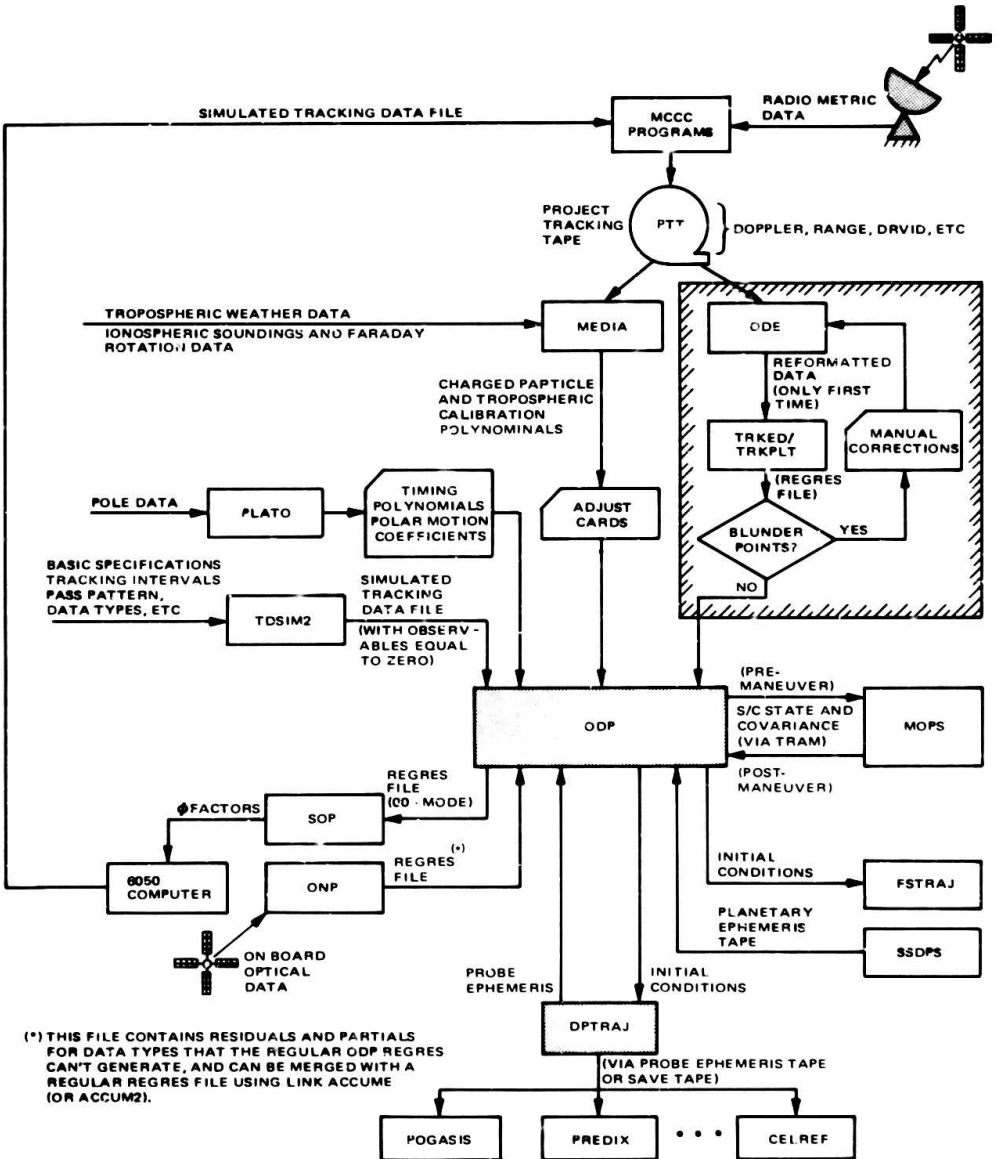 SIMULATED TRACKING DATA FILE
MCCC
PROGRAMS
RADIO METRIC
DATA
PROJECT
TRACKING
TAPE
PTT
DOPPLER, RANGE, DRVID, ETC
TROPOSPHERIC WEATHER DATA
IONOSPHERIC SOUNDINGS AND FARADAY
ROTATION DATA
MEDIA
ODE
REFORMATTED
DATA
(ONLY FIRST
TIME)
CHARGED PARTICLE
AND TROPOSPHERIC
CALIBRATION
POLYNOMINALS
TRKED/
TRKPLT
MANUAL
CORRECTIONS
(REGRES
FILE)
POLE DATA
PLATO
TIMING
POLYNOMIALS
POLAR MOTION
COEFFICIENTS
ADJUST
CARDS
BLUNDER
POINTS?
YES
NO
BASIC SPECIFICATIONS
TRACKING INTERVALS
PASS PATTERN,
DATA TYPES, ETC
TDSIM2
SIMULATED
TRACKING
DATA FILE
(WITH OBSERV-
ABLES EQUAL
TO ZERO)
ODP
(PRE-
MANEUVER)
S/C STATE AND
COVARIANCE
(VIA TRAM)
(POST-
MANEUVER)
MOPS
REGRES
FILE
(CO-MODE)
ØFACTORS
SOP
6050
COMPUTER
ONP
REGRES (*)
FILE
ON BOARD
OPTICAL
DATA
INITIAL
CONDITIONS
FSTRAJ
PLANETARY
EPHEMERIS
TAPE
SSDPS
PROBE
EPHEMERIS
INITIAL
CONDITIONS
DPTRAJ
(*) THIS FILE CONTAINS RESIDUALS AND PARTIALS
FOR DATA TYPES THAT THE REGULAR ODP REGRES
CAN'T GENERATE, AND CAN BE MERGED WITH A
REGULAR REGRES FILE USING LINK ACCUME
(OR ACCUM2).
(VIA PROBE EPHEMERIS TAPE
OR SAVE TAPE)
POGASIS
PREDIX
• • •
CELREF